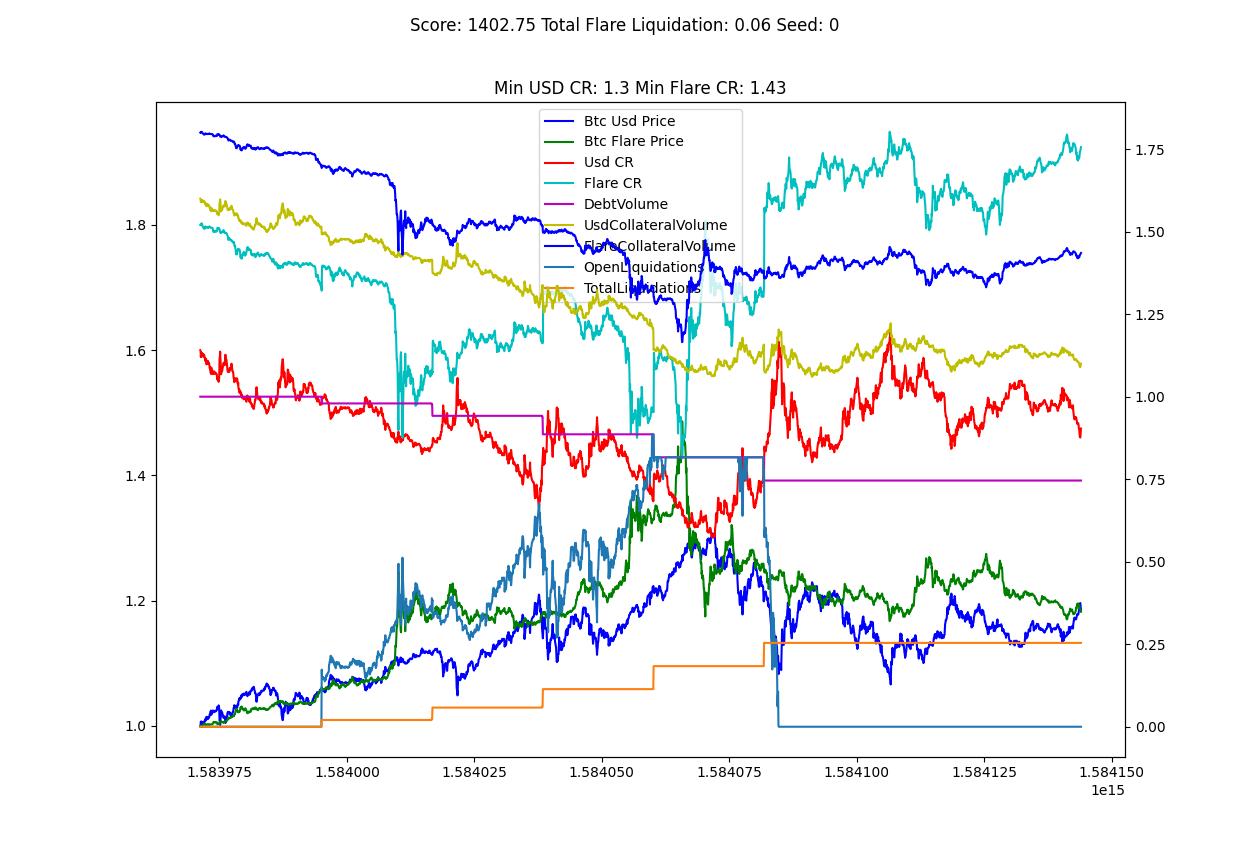 Score: 1402.75 Total Flare Liquidation: 0.06 Seed: 0
Min USD CR: 1.3 Min Flare CR: 1.43
Btc Usd Price
Btc Flare Price
Usd CR
Flare CR
DebtVolume
UsdCollateralVolume
FlareCollateralVolume
OpenLiquidations
TotalLiquidations
1.8
1.6
1.4
1.2
1.0
1.75
1.50
1.25
1.00
0.75
0.50
0.25
0.00
1.583975 1.584000 1.584025 1.584050 1.584075 1.584100 1.584125 1.584150
1e15